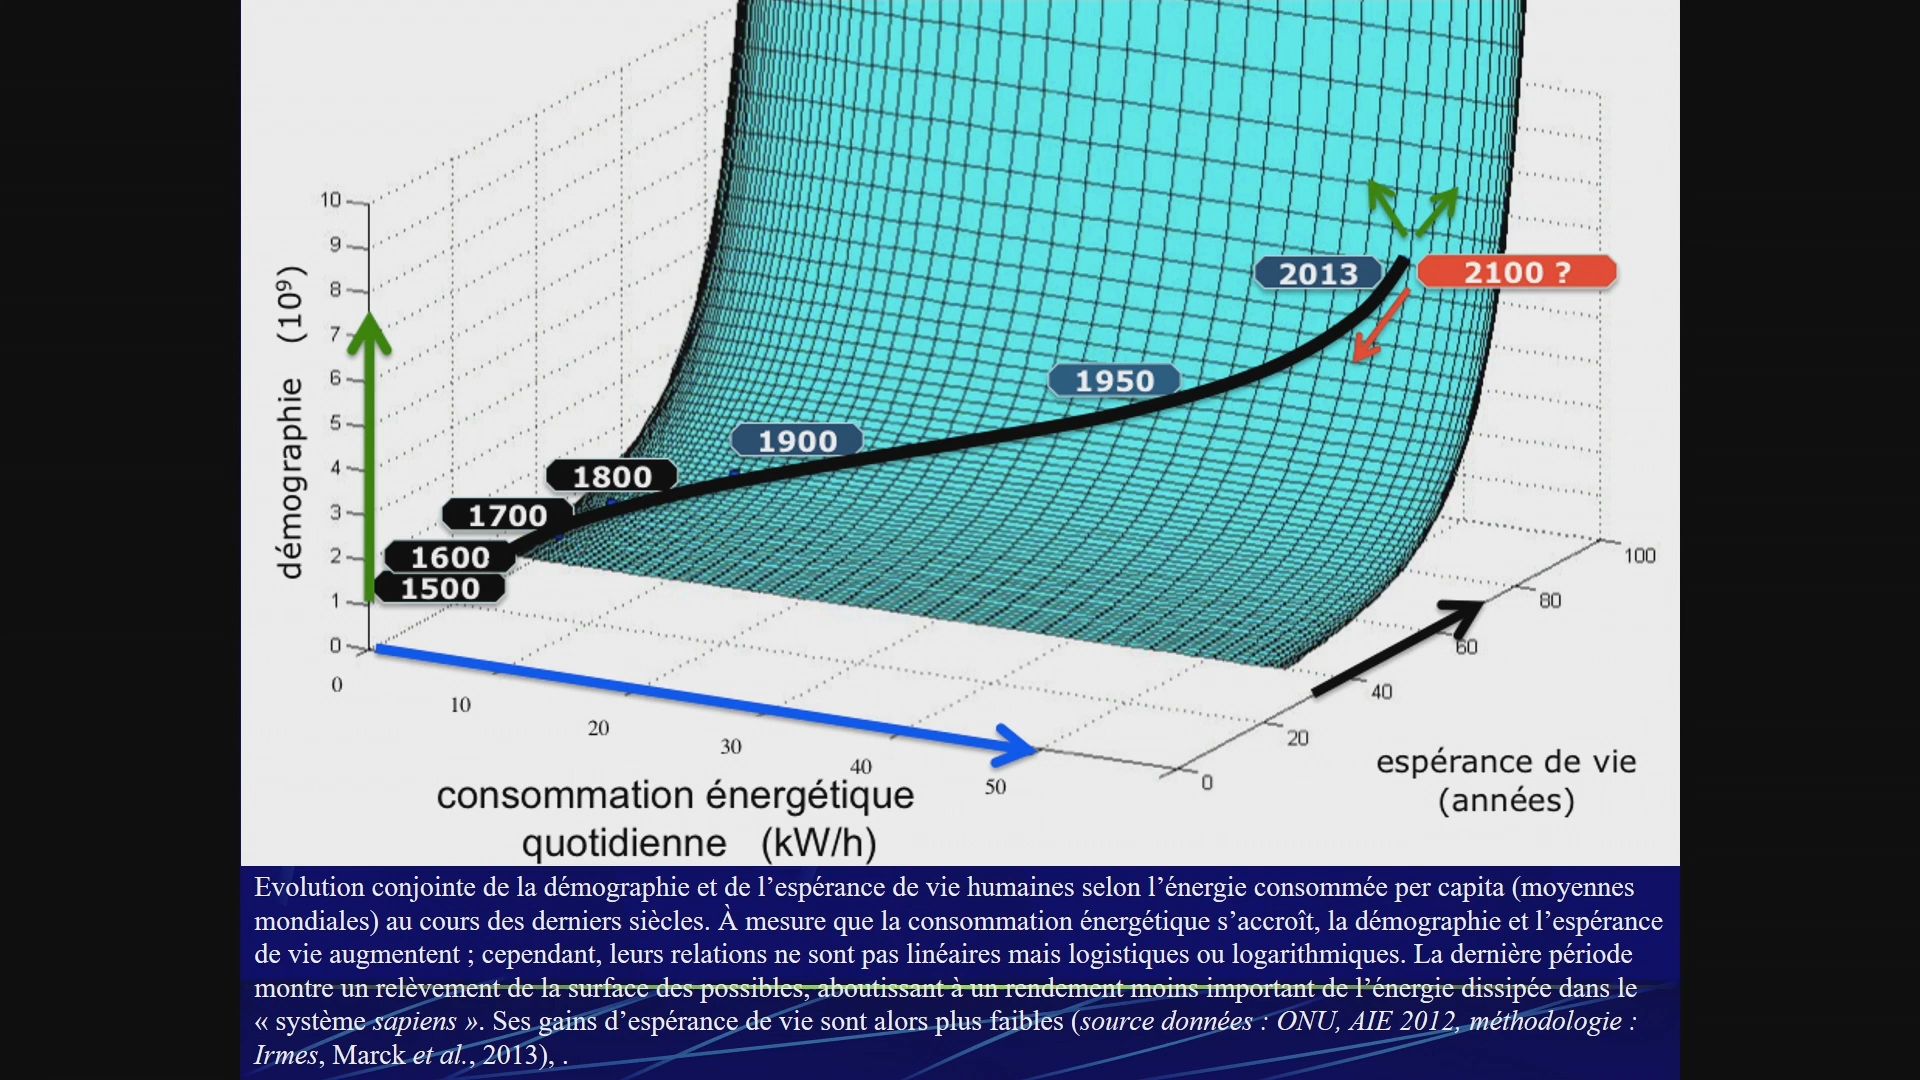 10
9
8
7
6
5
4
3
2
1
0
démographie (10⁹)
2013
2100 ?
1950
1900
1800
1700
1600
1500
0
10
20
30
40
50
consommation énergétique
quotidienne (kW/h)
0
20
40
60
80
100
espérance de vie
(années)
Evolution conjointe de la démographie et de l’espérance de vie humaines selon l’énergie consommée per capita (moyennes
mondiales) au cours des derniers siècles. À mesure que la consommation énergétique s’accroît, la démographie et l’espérance
de vie augmentent ; cependant, leurs relations ne sont pas linéaires mais logistiques ou logarithmiques. La dernière période
montre un relèvement de la surface des possibles, aboutissant à un rendement moins important de l’énergie dissipée dans le
« système sapiens ». Ses gains d’espérance de vie sont alors plus faibles (source données : ONU, AIE 2012, méthodologie :
Irmes, Marck et al., 2013), .